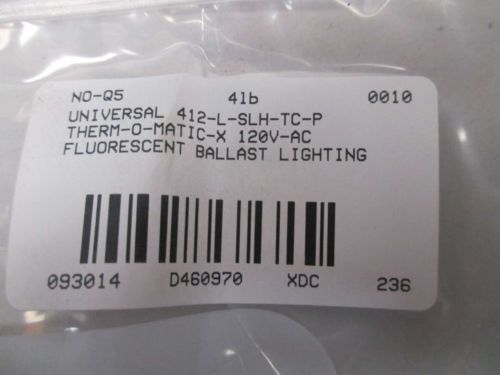 NO-Q5 41b 0010
UNIVERSAL 412-L-SLH-TC-P
THERM-O-MATIC-X 120V-AC
FLUORESCENT BALLAST LIGHTING
093014 D460970 XDC 236